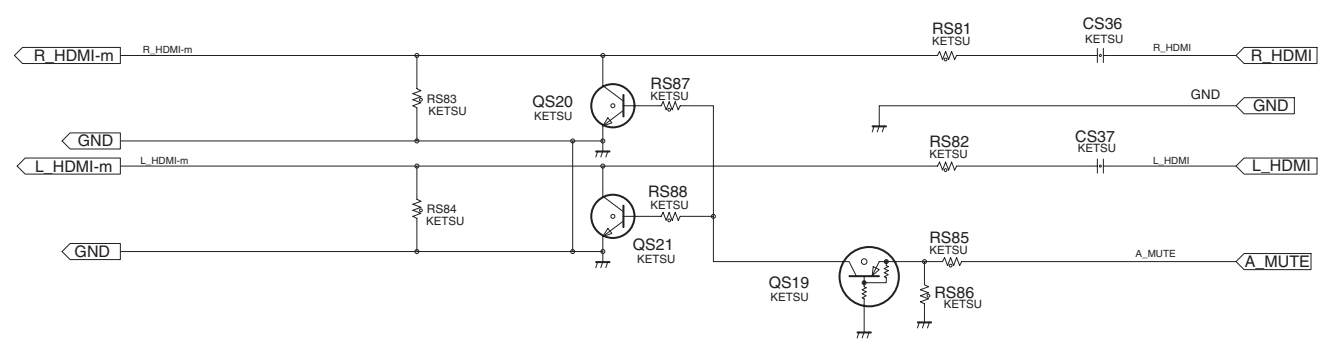 RS81
KETSU
CS36
KETSU
R_HDMI-m
R_HDMI-m
R_HDMI
R_HDMI
RS83
KETSU
QS20
KETSU
RS87
KETSU
GND
GND
GND
RS82
KETSU
CS37
KETSU
L_HDMI-m
L_HDMI-m
L_HDMI
L_HDMI
RS84
KETSU
RS88
KETSU
QS21
KETSU
GND
RS85
KETSU
A_MUTE
A_MUTE
QS19
KETSU
RS86
KETSU